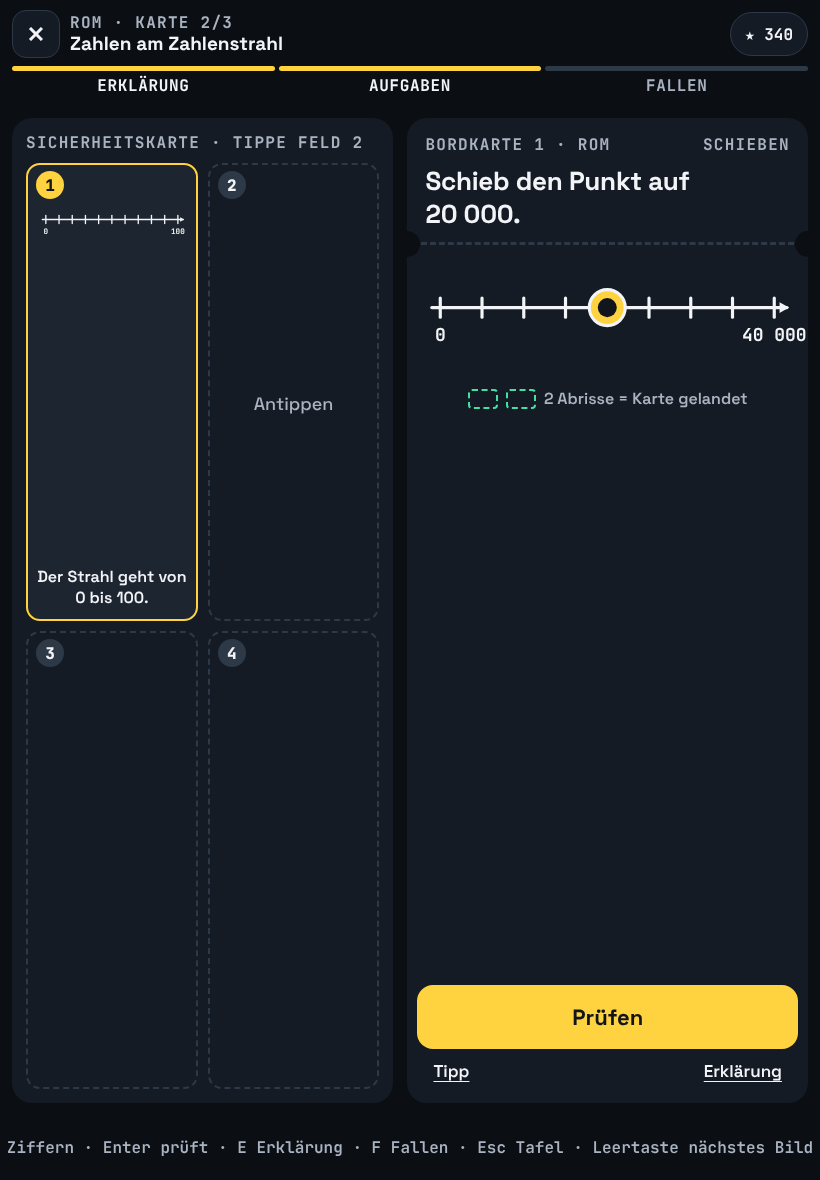 ROM · KARTE 2/3
Zahlen am Zahlenstrahl
★ 340
ERKLÄRUNG
AUFGABEN
FALLEN
SICHERHEITSKARTE · TIPPE FELD 2
1
0
100
Der Strahl geht von
0 bis 100.
2
Antippen
3
4
BORDKARTE 1 · ROM
SCHIEBEN
Schieb den Punkt auf
20 000.
0
40 000
2 Abrisse = Karte gelandet
Prüfen
Tipp
Erklärung
Ziffern · Enter prüft · E Erklärung · F Fallen · Esc Tafel · Leertaste nächstes Bild